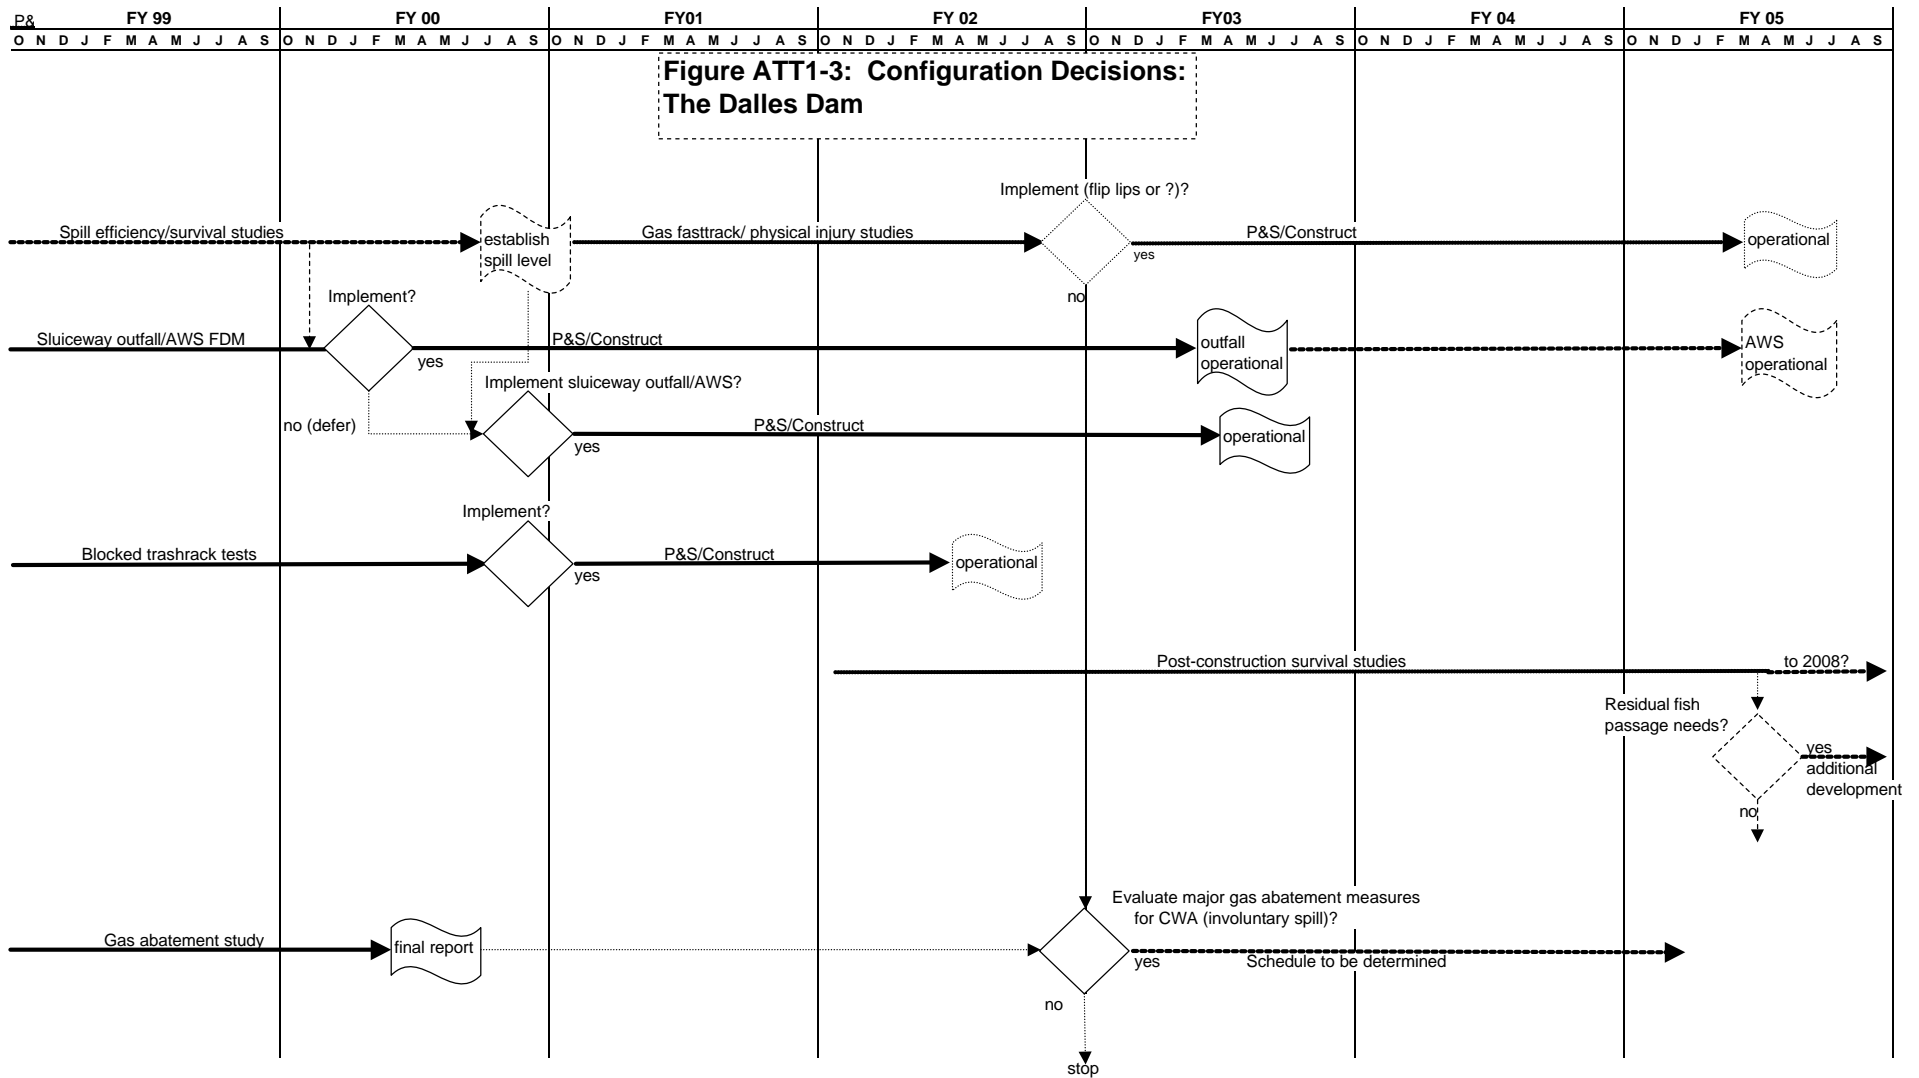 P&
FY 99 FY 00 FY01 FY 02 FY03 FY 04 FY 05
O N D J F M A M J J A S O N D J F M A M J J A S O N D J F M A M J J A S O N D J F M A M J J A S O N D J F M A M J J A S O N D J F M A M J J A S O N D J F M A M J J A S
Figure ATT1-3: Configuration Decisions:
The Dalles Dam
Implement (flip lips or ?)?
Spill efficiency/survival studies
establish
spill level
Gas fasttrack/ physical injury studies
yes
no
P&S/Construct
operational
Implement?
Sluiceway outfall/AWS FDM
yes
P&S/Construct
outfall
operational
AWS
operational
Implement sluiceway outfall/AWS?
no (defer)
yes
P&S/Construct
operational
Implement?
Blocked trashrack tests
yes
P&S/Construct
operational
Post-construction survival studies
to 2008?
Residual fish
passage needs?
yes
additional
development
no
Evaluate major gas abatement measures
for CWA (involuntary spill)?
Gas abatement study
final report
yes
Schedule to be determined
no
stop